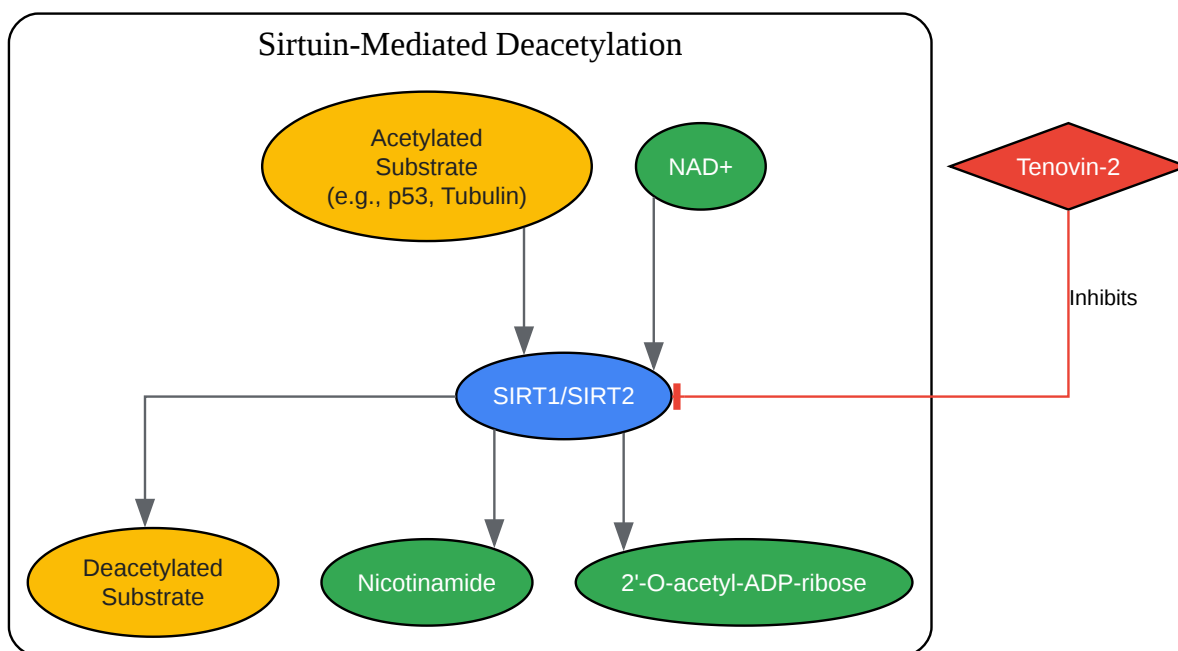 Sirtuin-Mediated Deacetylation
Acetylated
Substrate
(e.g., p53, Tubulin)
NAD+
Tenovin-2
Inhibits
SIRT1/SIRT2
Deacetylated
Substrate
Nicotinamide
2'-O-acetyl-ADP-ribose